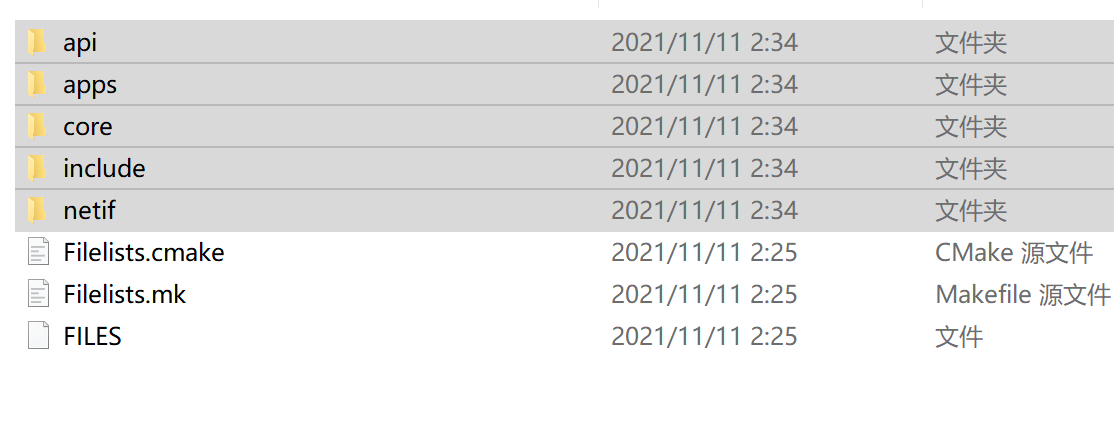 api 2021/11/11 2:34 文件夹
apps 2021/11/11 2:34 文件夹
core 2021/11/11 2:34 文件夹
include 2021/11/11 2:34 文件夹
netif 2021/11/11 2:34 文件夹
Filelists.cmake 2021/11/11 2:25 CMake 源文件
Filelists.mk 2021/11/11 2:25 Makefile 源文件
FILES 2021/11/11 2:25 文件